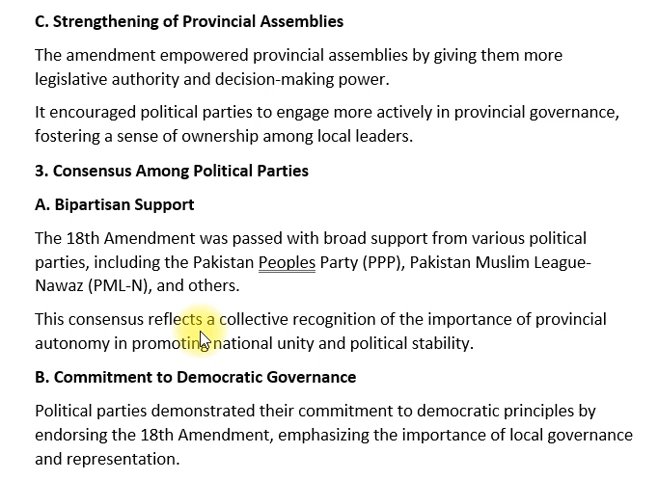 C. Strengthening of Provincial Assemblies
The amendment empowered provincial assemblies by giving them more
legislative authority and decision-making power.
It encouraged political parties to engage more actively in provincial governance,
fostering a sense of ownership among local leaders.
3. Consensus Among Political Parties
A. Bipartisan Support
The 18th Amendment was passed with broad support from various political
parties, including the Pakistan Peoples Party (PPP), Pakistan Muslim League-
Nawaz (PML-N), and others.
This consensus reflects a collective recognition of the importance of provincial
autonomy in promoting national unity and political stability.
B. Commitment to Democratic Governance
Political parties demonstrated their commitment to democratic principles by
endorsing the 18th Amendment, emphasizing the importance of local governance
and representation.